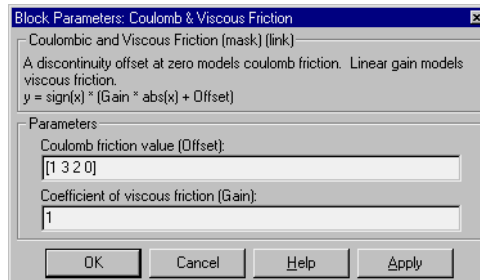 Block Parameters: Coulomb & Viscous Friction
Coulombic and Viscous Friction (mask) (link)
A discontinuity offset at zero models coulomb friction. Linear gain models
viscous friction.
y = sign(x) * (Gain * abs(x) + Offset)
Parameters
Coulomb friction value (Offset):
[1 3 2 0]
Coefficient of viscous friction (Gain):
1
OK Cancel Help Apply